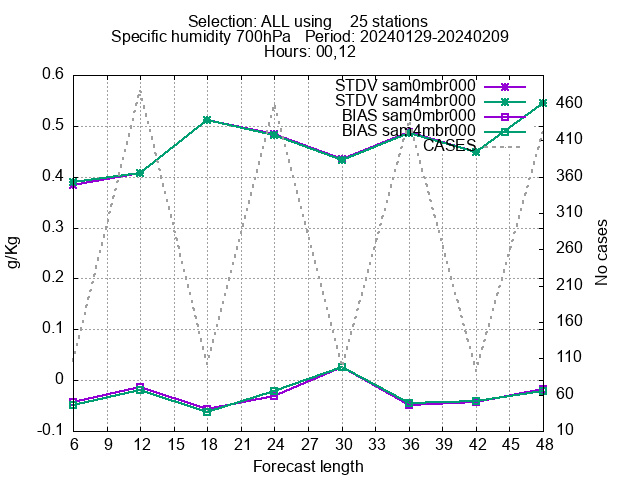 Selection: ALL using    25 stations
Specific humidity 700hPa   Period: 20240129-20240209
Hours: 00,12
STDV sam0mbr000
STDV sam4mbr000
BIAS sam0mbr000
BIAS sam4mbr000
CASES
0.6
0.5
0.4
0.3
0.2
0.1
0
-0.1
g/Kg
460
410
360
310
260
210
160
110
60
10
No cases
6 9 12 15 18 21 24 27 30 33 36 39 42 45 48
Forecast length